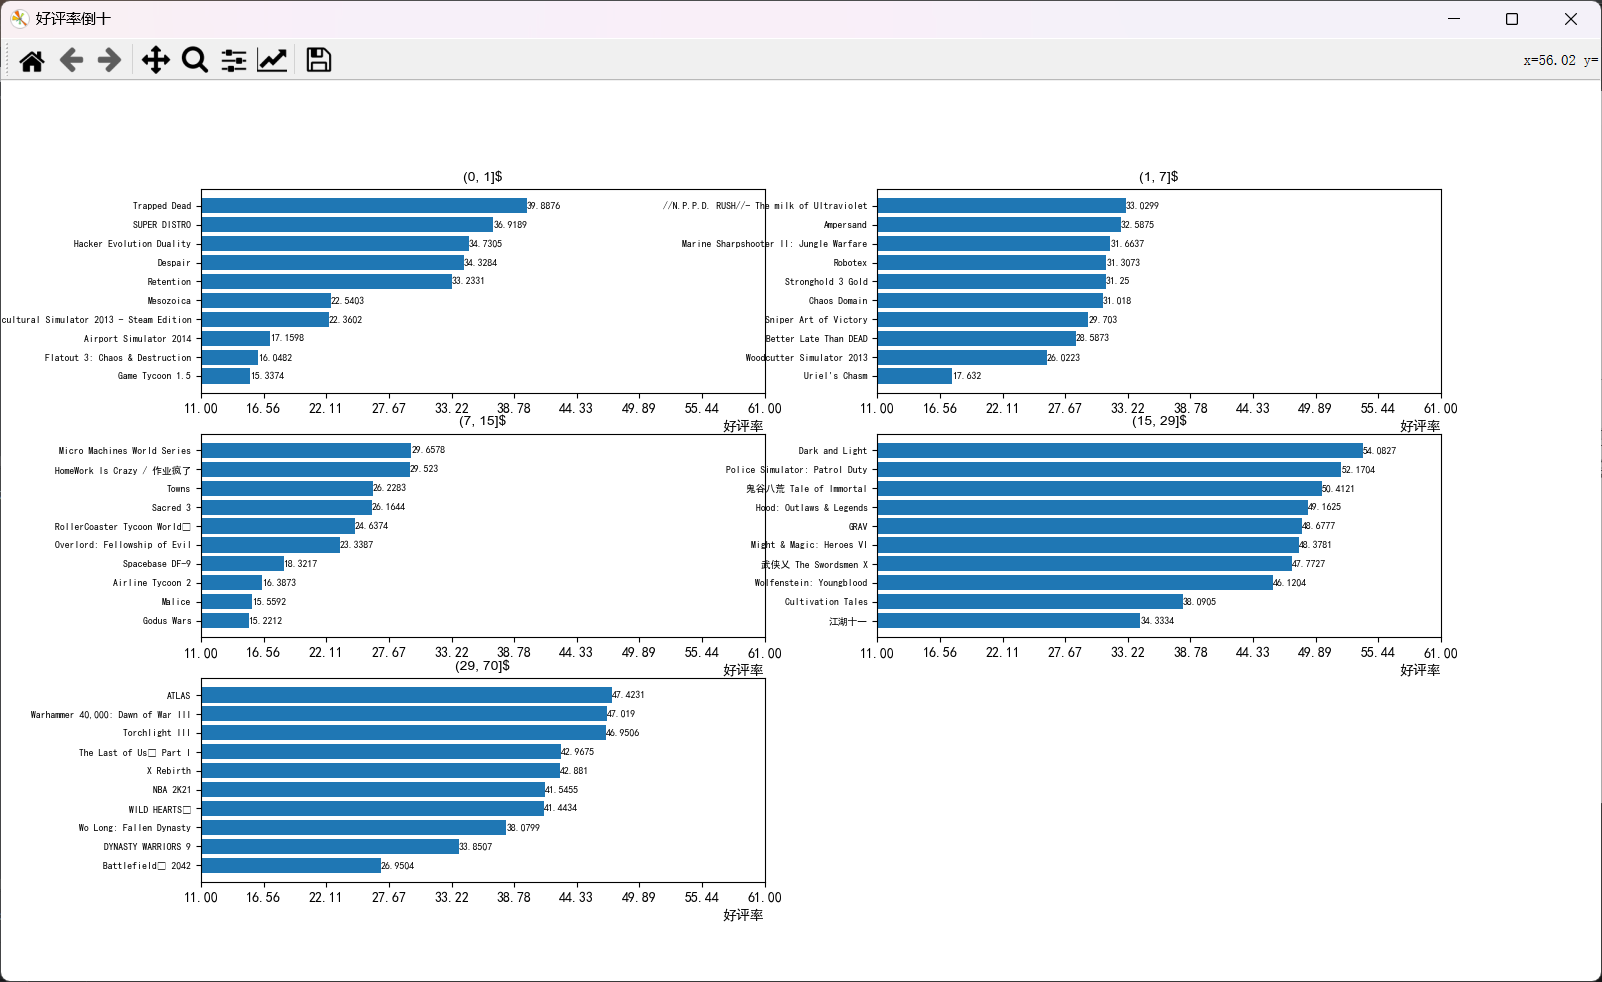 好评率倒十
x=56.02 y=
(0, 1]$
Trapped Dead 39.8876
SUPER DISTRO 36.9189
Hacker Evolution Duality 34.7305
Despair 34.3284
Retention 33.2331
Mesozoica 22.5403
cultural Simulator 2013 - Steam Edition 22.3602
Airport Simulator 2014 17.1598
Flatout 3: Chaos & Destruction 16.0482
Game Tycoon 1.5 15.3374
11.00 16.56 22.11 27.67 33.22 38.78 44.33 49.89 55.44 61.00
好评率
(1, 7]$
//N.P.P.D. RUSH//- The milk of Ultraviolet 33.0299
Ampersand 32.5875
Marine Sharpshooter II: Jungle Warfare 31.6637
Robotex 31.3073
Stronghold 3 Gold 31.25
Chaos Domain 31.018
Sniper Art of Victory 29.703
Better Late Than DEAD 28.5873
Woodcutter Simulator 2013 26.0223
Uriel's Chasm 17.632
11.00 16.56 22.11 27.67 33.22 38.78 44.33 49.89 55.44 61.00
好评率
(7, 15]$
Micro Machines World Series 29.6578
HomeWork Is Crazy / 作业疯了 29.523
Towns 26.2283
Sacred 3 26.1644
RollerCoaster Tycoon World□ 24.6374
Overlord: Fellowship of Evil 23.3387
Spacebase DF-9 18.3217
Airline Tycoon 2 16.3873
Malice 15.5592
Godus Wars 15.2212
11.00 16.56 22.11 27.67 33.22 38.78 44.33 49.89 55.44 61.00
好评率
(15, 29]$
Dark and Light 54.0827
Police Simulator: Patrol Duty 52.1704
鬼谷八荒 Tale of Immortal 50.4121
Hood: Outlaws & Legends 49.1625
GRAV 48.6777
Might & Magic: Heroes VI 48.3781
武侠乂 The Swordsmen X 47.7727
Wolfenstein: Youngblood 46.1204
Cultivation Tales 38.0905
江湖十一 34.3334
11.00 16.56 22.11 27.67 33.22 38.78 44.33 49.89 55.44 61.00
好评率
(29, 70]$
ATLAS 47.4231
Warhammer 40,000: Dawn of War III 47.019
Torchlight III 46.9506
The Last of Us□ Part I 42.9675
X Rebirth 42.881
NBA 2K21 41.5455
WILD HEARTS□ 41.4434
Wo Long: Fallen Dynasty 38.0799
DYNASTY WARRIORS 9 33.8507
Battlefield□ 2042 26.9504
11.00 16.56 22.11 27.67 33.22 38.78 44.33 49.89 55.44 61.00
好评率